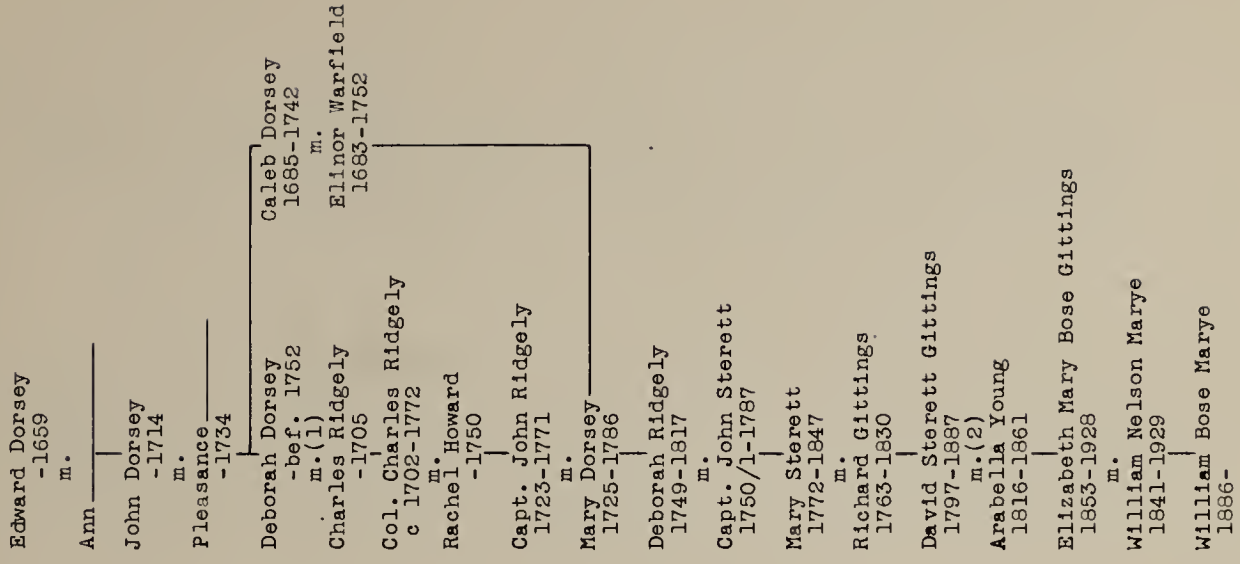 Edward Dorsey
-1659
m.
Ann
John Dorsey
-1714
m.
Pleasance
-1734
Deborah Dorsey
-bef. 1752
m.(1)
Charles Ridgely
-1705
Col. Charles Ridgely
c 1702-1772
m.
Rachel Howard
-1750
Capt. John Ridgely
1723-1771
m.
Mary Dorsey
1725-1786
Deborah Ridgely
1749-1817
m.
Capt. John Sterett
1750/1-1787
Mary Sterett
1772-1847
m.
Richard Gittings
1763-1830
David Sterett Gittings
1797-1887
m.(2)
Arabella Young
1816-1861
Elizabeth Mary Bose Gittings
1853-1928
m.
William Nelson Marye
1841-1929
William Bose Marye
1886-
Caleb Dorsey
1685-1742
m.
Elinor Warfield
1683-1752